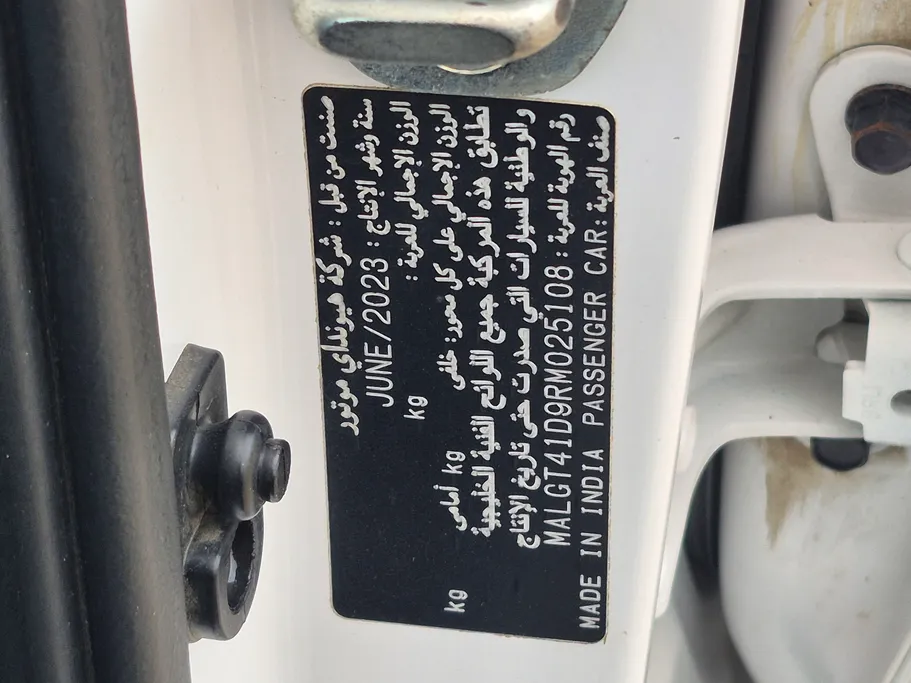 صنعت من قبل : شركة هيونداي موتور
سنة وشهر الإنتاج : JUNE/2023
الوزن الإجمالي للعربة : kg
الوزن الإجمالي على كل محور: خلفى kg أمامى kg
تطابق هذه المركبة جميع اللوائح الفنية الخليجية
والوطنية للسيارات التي صدرت حتى تاريخ الإنتاج
رقم الهوية للعربة : MALGT41D9RM025108
صنف العربة: MADE IN INDIA PASSENGER CAR